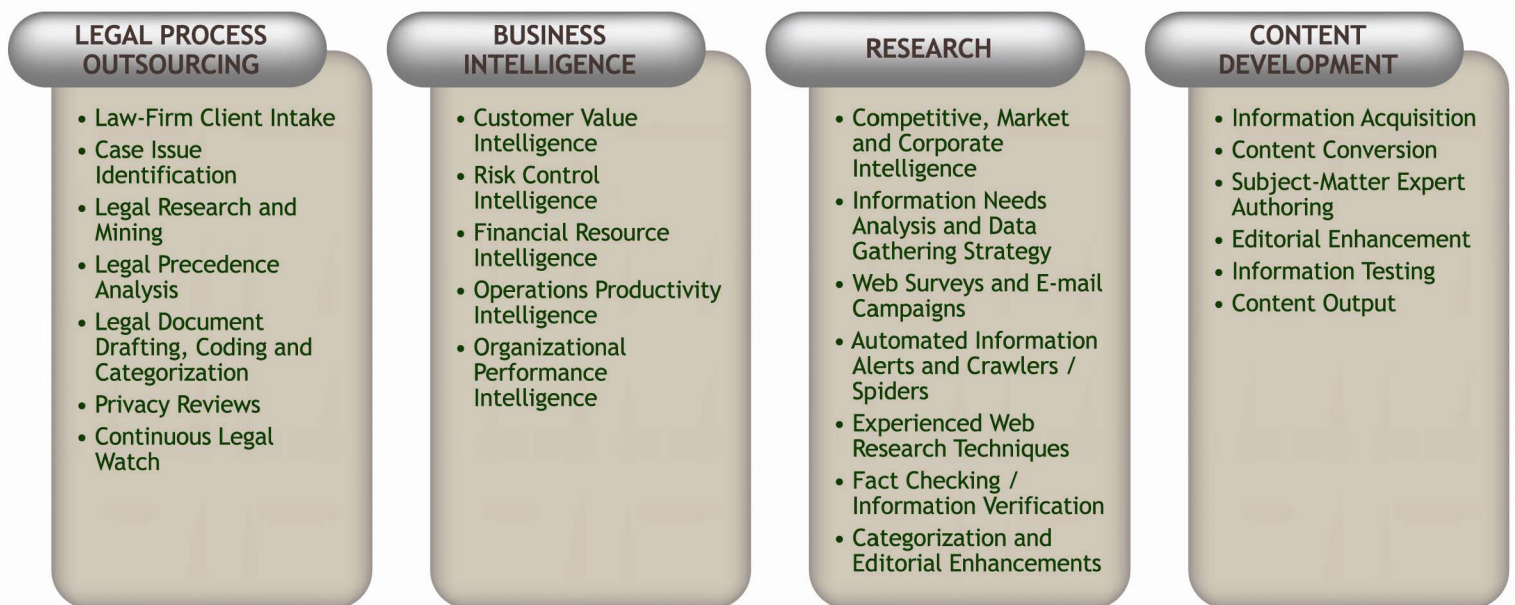 LEGAL PROCESS
OUTSOURCING
• Law-Firm Client Intake
• Case Issue
Identification
• Legal Research and
Mining
• Legal Precedence
Analysis
• Legal Document
Drafting, Coding and
Categorization
• Privacy Reviews
• Continuous Legal
Watch
BUSINESS
INTELLIGENCE
• Customer Value
Intelligence
• Risk Control
Intelligence
• Financial Resource
Intelligence
• Operations Productivity
Intelligence
• Organizational
Performance
Intelligence
RESEARCH
• Competitive, Market
and Corporate
Intelligence
• Information Needs
Analysis and Data
Gathering Strategy
• Web Surveys and E-mail
Campaigns
• Automated Information
Alerts and Crawlers /
Spiders
• Experienced Web
Research Techniques
• Fact Checking /
Information Verification
• Categorization and
Editorial Enhancements
CONTENT
DEVELOPMENT
• Information Acquisition
• Content Conversion
• Subject-Matter Expert
Authoring
• Editorial Enhancement
• Information Testing
• Content Output